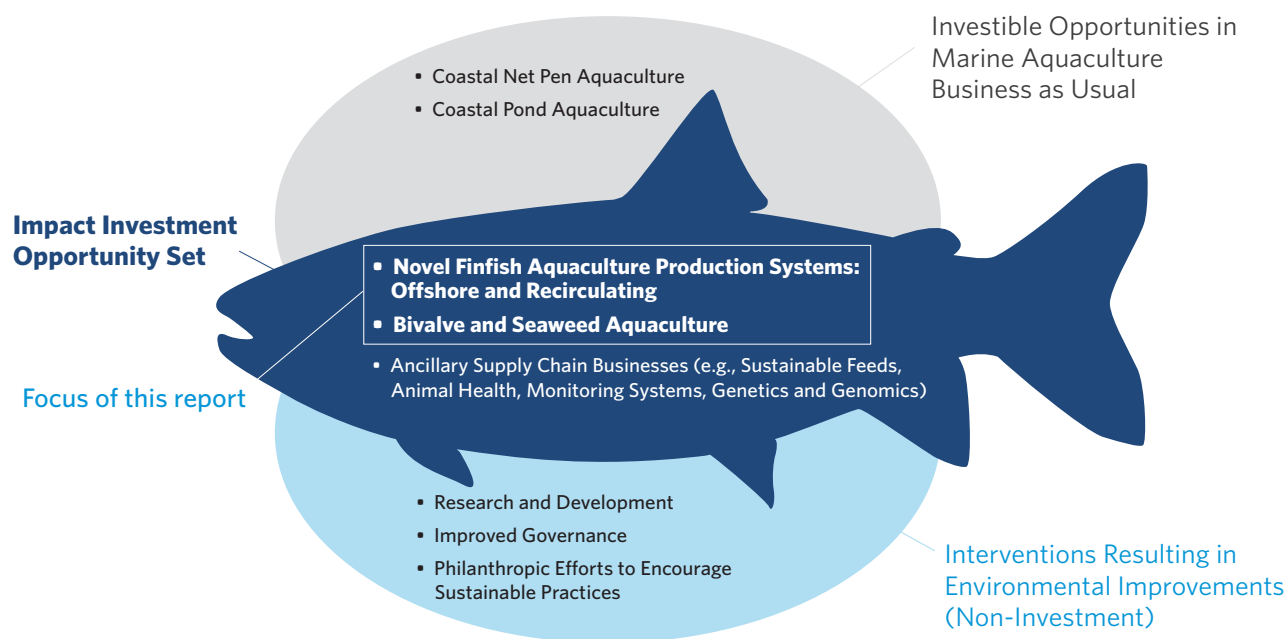 Investible Opportunities in
Marine Aquaculture
Business as Usual
▪ Coastal Net Pen Aquaculture
▪ Coastal Pond Aquaculture
Impact Investment
Opportunity Set
▪ Novel Finfish Aquaculture Production Systems:
Offshore and Recirculating
▪ Bivalve and Seaweed Aquaculture
▪ Ancillary Supply Chain Businesses (e.g., Sustainable Feeds,
Animal Health, Monitoring Systems, Genetics and Genomics)
Focus of this report
▪ Research and Development
▪ Improved Governance
▪ Philanthropic Efforts to Encourage
Sustainable Practices
Interventions Resulting in
Environmental Improvements
(Non-Investment)